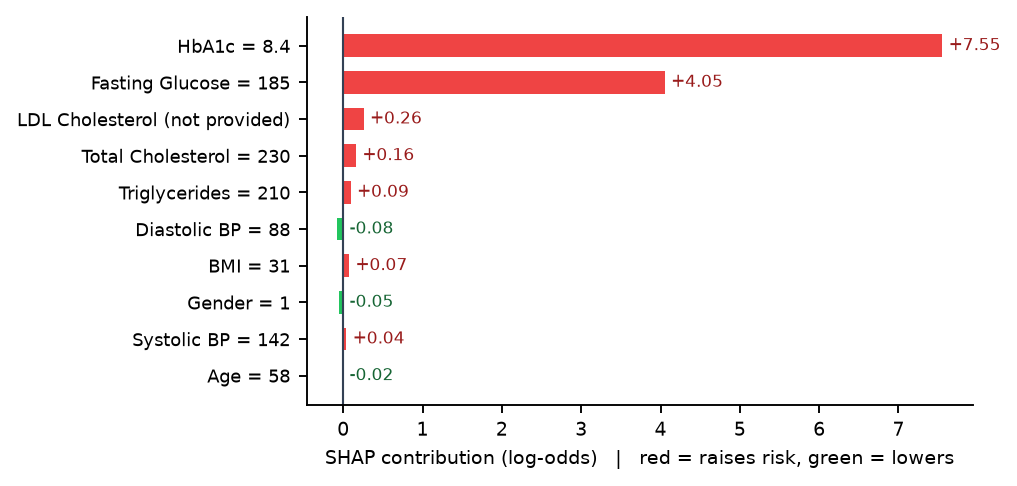 HbA1c = 8.4 +7.55
Fasting Glucose = 185 +4.05
LDL Cholesterol (not provided) +0.26
Total Cholesterol = 230 +0.16
Triglycerides = 210 +0.09
Diastolic BP = 88 -0.08
BMI = 31 +0.07
Gender = 1 -0.05
Systolic BP = 142 +0.04
Age = 58 -0.02
0 1 2 3 4 5 6 7
SHAP contribution (log-odds) | red = raises risk, green = lowers